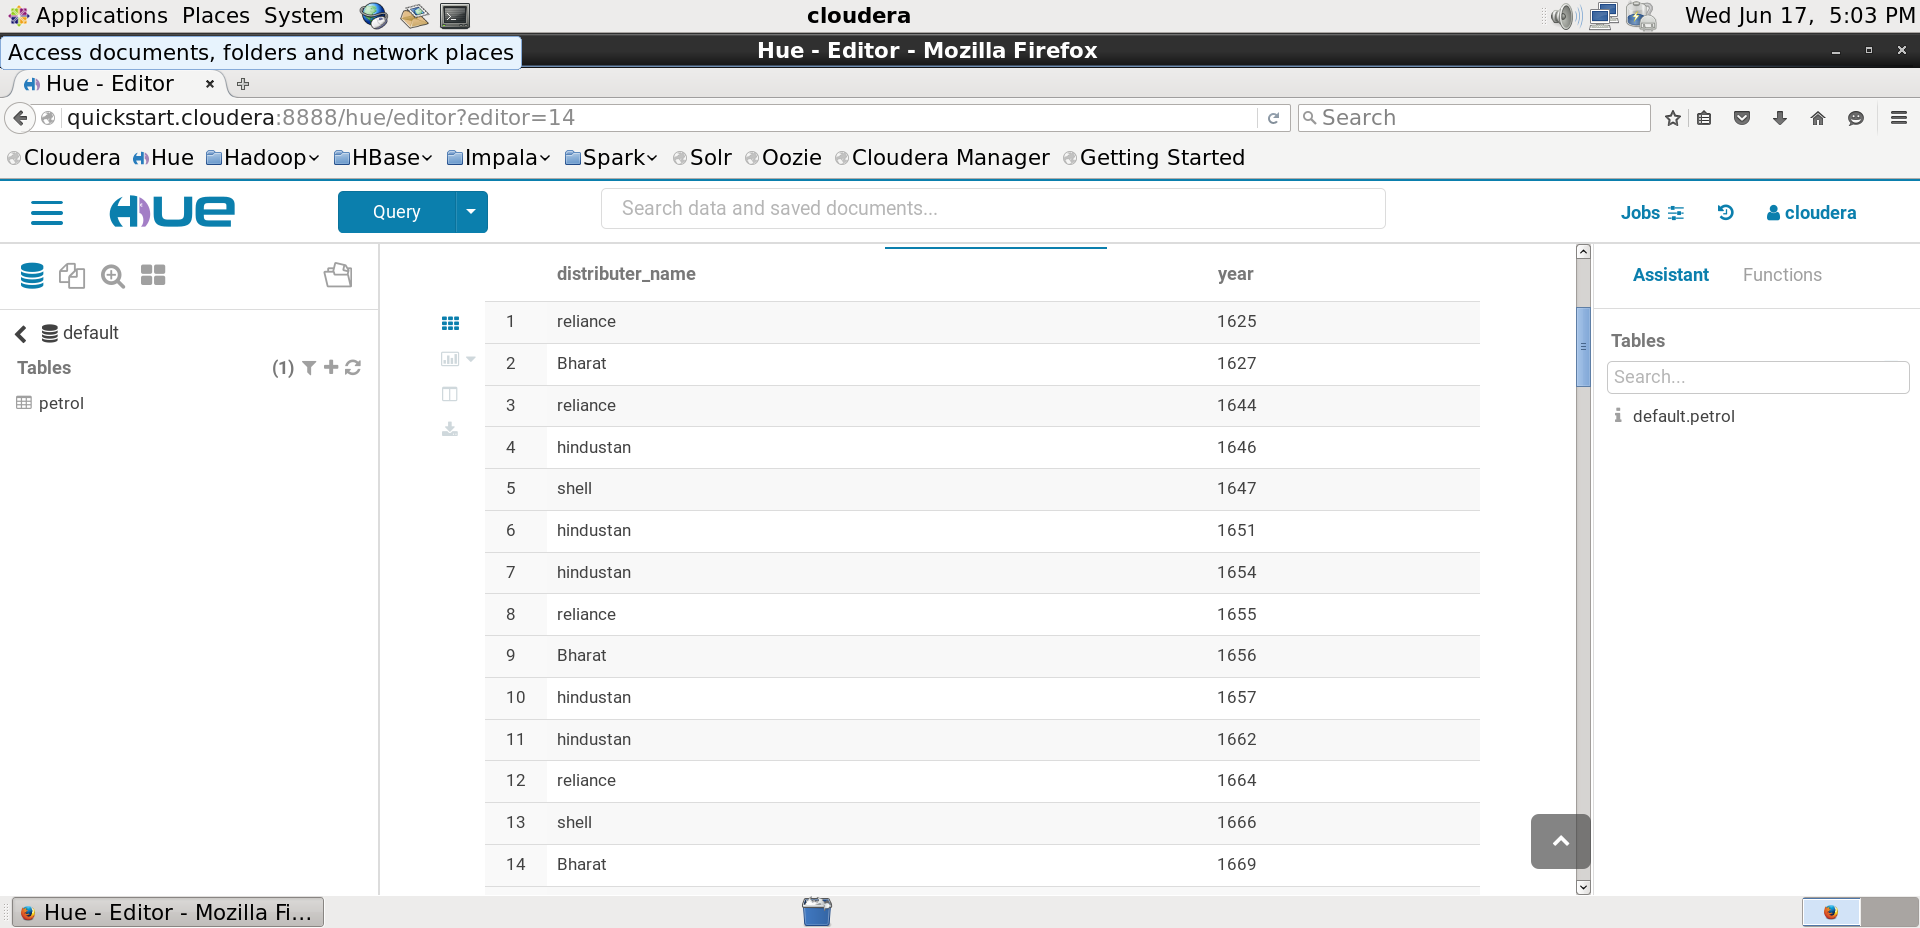 Applications Places System cloudera Wed Jun 17, 5:03 PM
Access documents, folders and network places Hue - Editor - Mozilla Firefox
Hue - Editor
quickstart.cloudera:8888/hue/editor?editor=14 Search
Cloudera Hue Hadoop HBase Impala Spark Solr Oozie Cloudera Manager Getting Started
HUE Query Search data and saved documents... Jobs cloudera
distributer_name year
Assistant Functions
default
Tables (1)
petrol
1 reliance 1625
2 Bharat 1627
3 reliance 1644
4 hindustan 1646
5 shell 1647
6 hindustan 1651
7 hindustan 1654
8 reliance 1655
9 Bharat 1656
10 hindustan 1657
11 hindustan 1662
12 reliance 1664
13 shell 1666
14 Bharat 1669
Tables
Search...
default.petrol
Hue - Editor - Mozilla Fi...